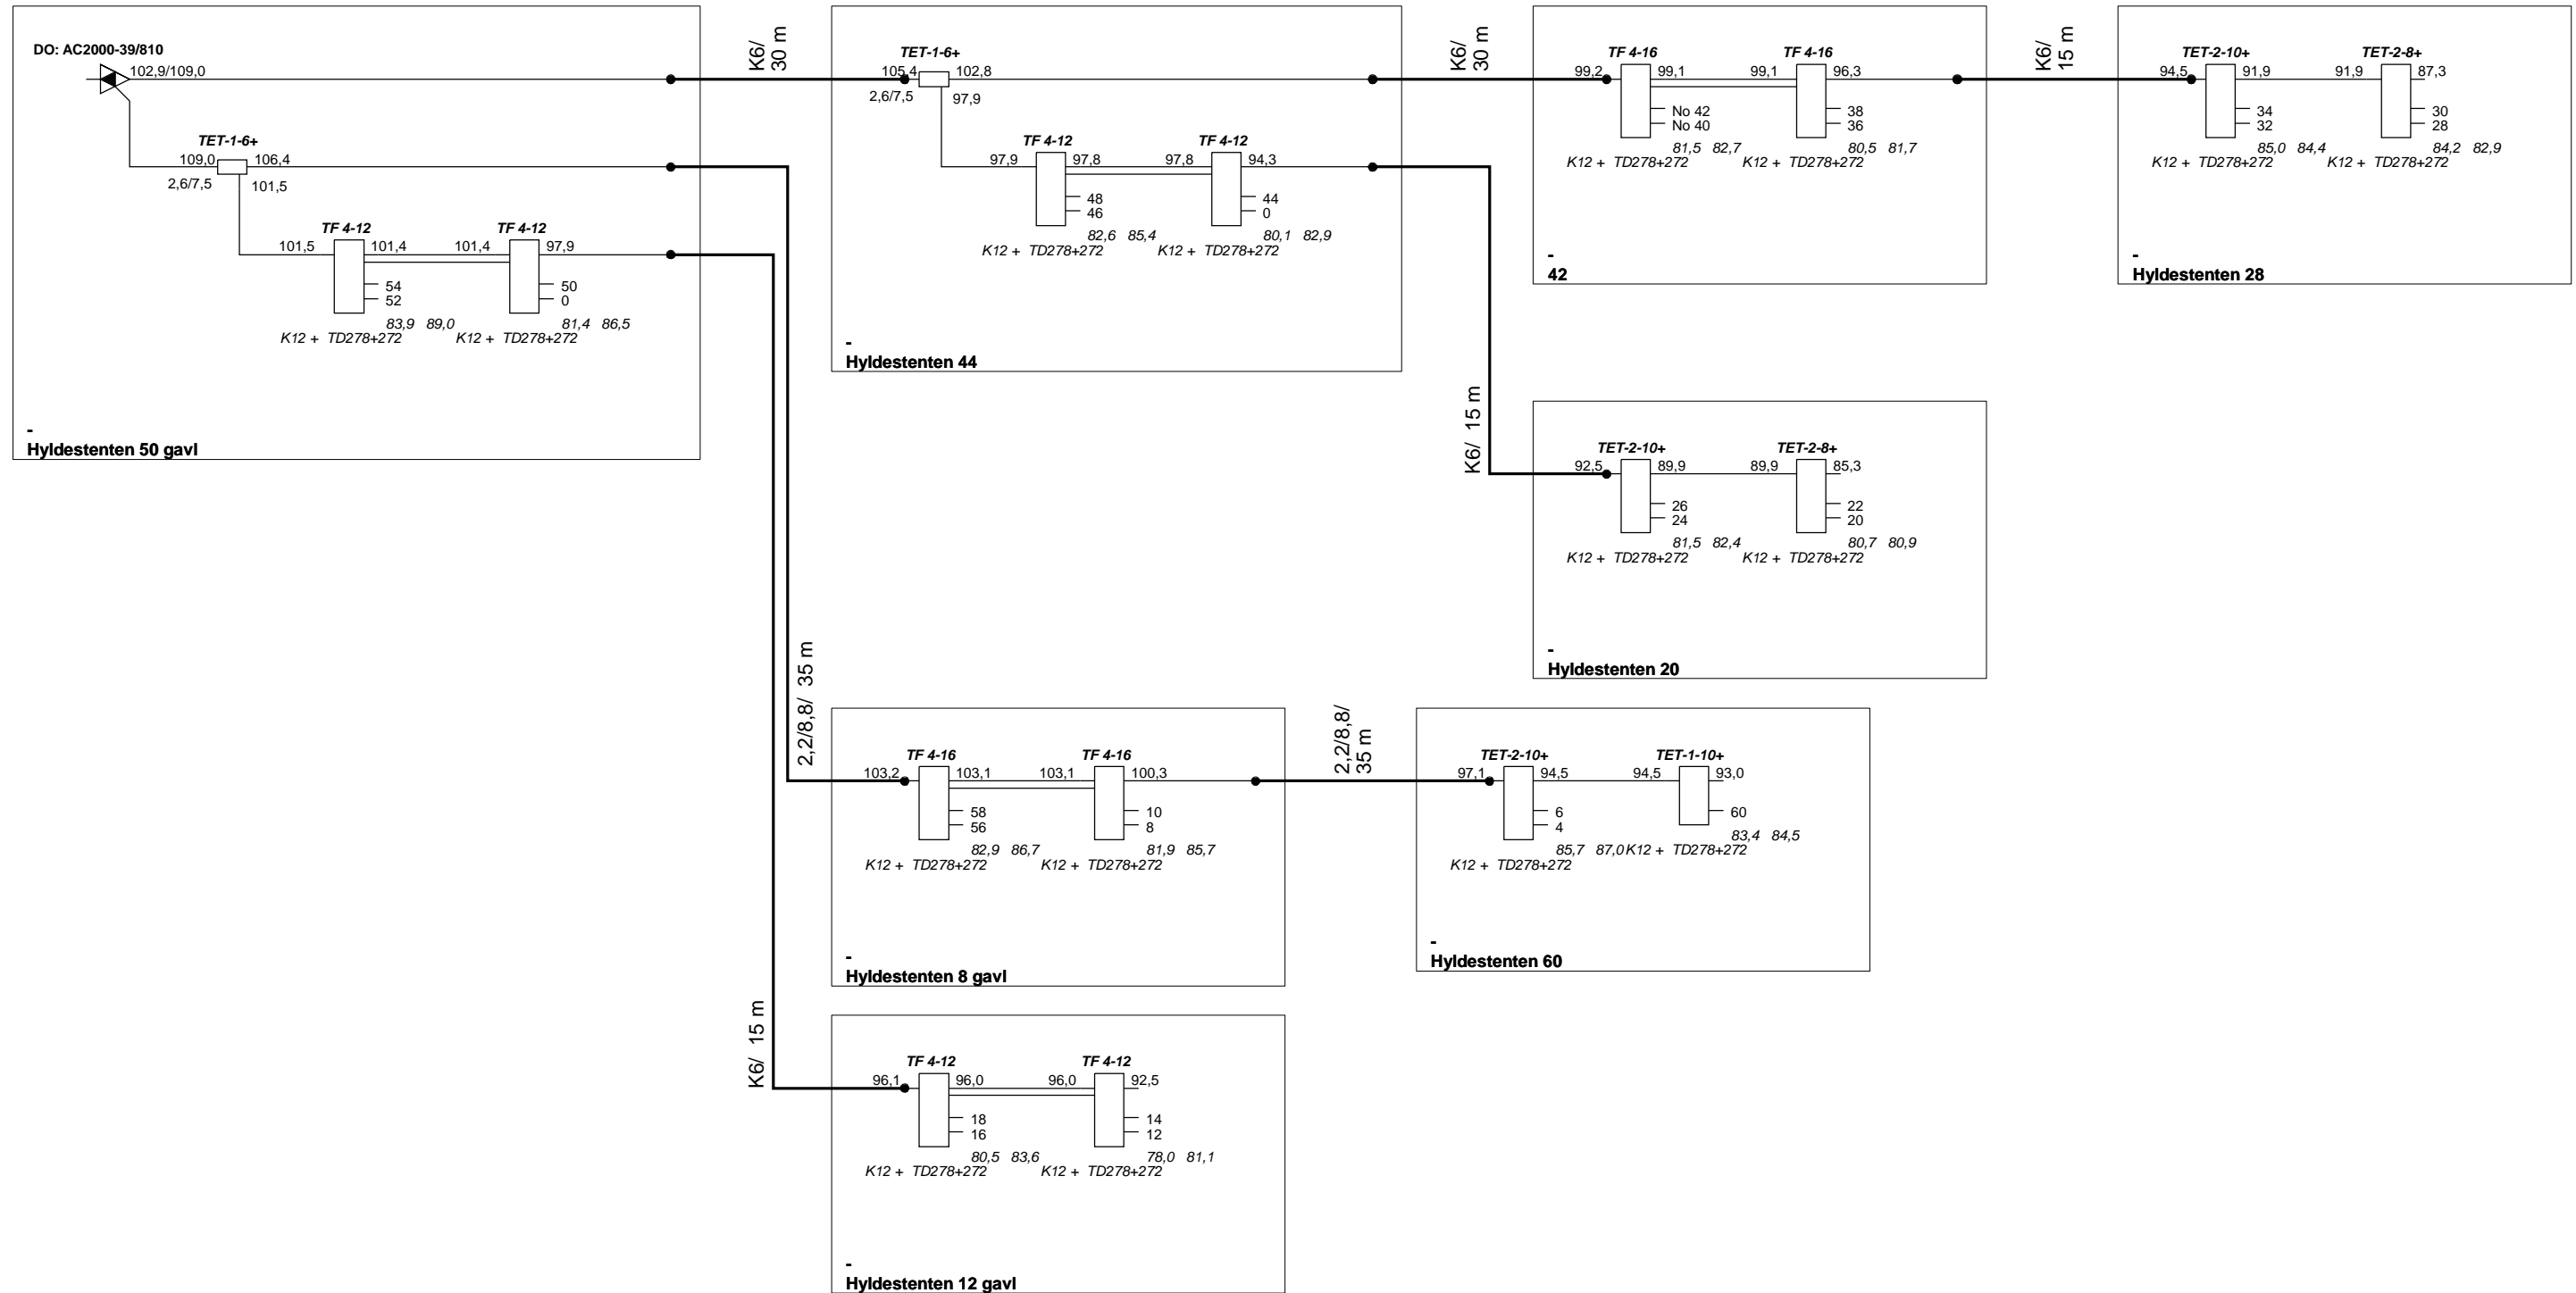 DO: AC2000-39/810
102,9/109,0
TET-1-6+
109,0 106,4
2,6/7,5 101,5
TF 4-12 TF 4-12
101,5 101,4 101,4 97,9
54 50
52 0
83,9 89,0 81,4 86,5
K12 + TD278+272 K12 + TD278+272
-
Hyldestenten 50 gavl
K6/
30 m
TET-1-6+
105,4 102,8
2,6/7,5 97,9
TF 4-12 TF 4-12
97,9 97,8 97,8 94,3
48 44
46 0
82,6 85,4 80,1 82,9
K12 + TD278+272 K12 + TD278+272
-
Hyldestenten 44
K6/
30 m
TF 4-16 TF 4-16
99,2 99,1 99,1 96,3
No 42 38
No 40 36
81,5 82,7 80,5 81,7
K12 + TD278+272 K12 + TD278+272
-
42
K6/
15 m
TET-2-10+ TET-2-8+
94,5 91,9 91,9 87,3
34 30
32 28
85,0 84,4 84,2 82,9
K12 + TD278+272 K12 + TD278+272
-
Hyldestenten 28
K6/ 15 m
TET-2-10+ TET-2-8+
92,5 89,9 89,9 85,3
26 22
24 20
81,5 82,4 80,7 80,9
K12 + TD278+272 K12 + TD278+272
-
Hyldestenten 20
2,2/8,8/ 35 m
TF 4-16 TF 4-16
103,2 103,1 103,1 100,3
58 10
56 8
82,9 86,7 81,9 85,7
K12 + TD278+272 K12 + TD278+272
-
Hyldestenten 8 gavl
2,2/8,8/
35 m
TET-2-10+ TET-1-10+
97,1 94,5 94,5 93,0
6 60
4
83,4 84,5
85,7 87,0 K12 + TD278+272
K12 + TD278+272
-
Hyldestenten 60
K6/ 15 m
TF 4-12 TF 4-12
96,1 96,0 96,0 92,5
18 14
16 12
80,5 83,6 78,0 81,1
K12 + TD278+272 K12 + TD278+272
-
Hyldestenten 12 gavl